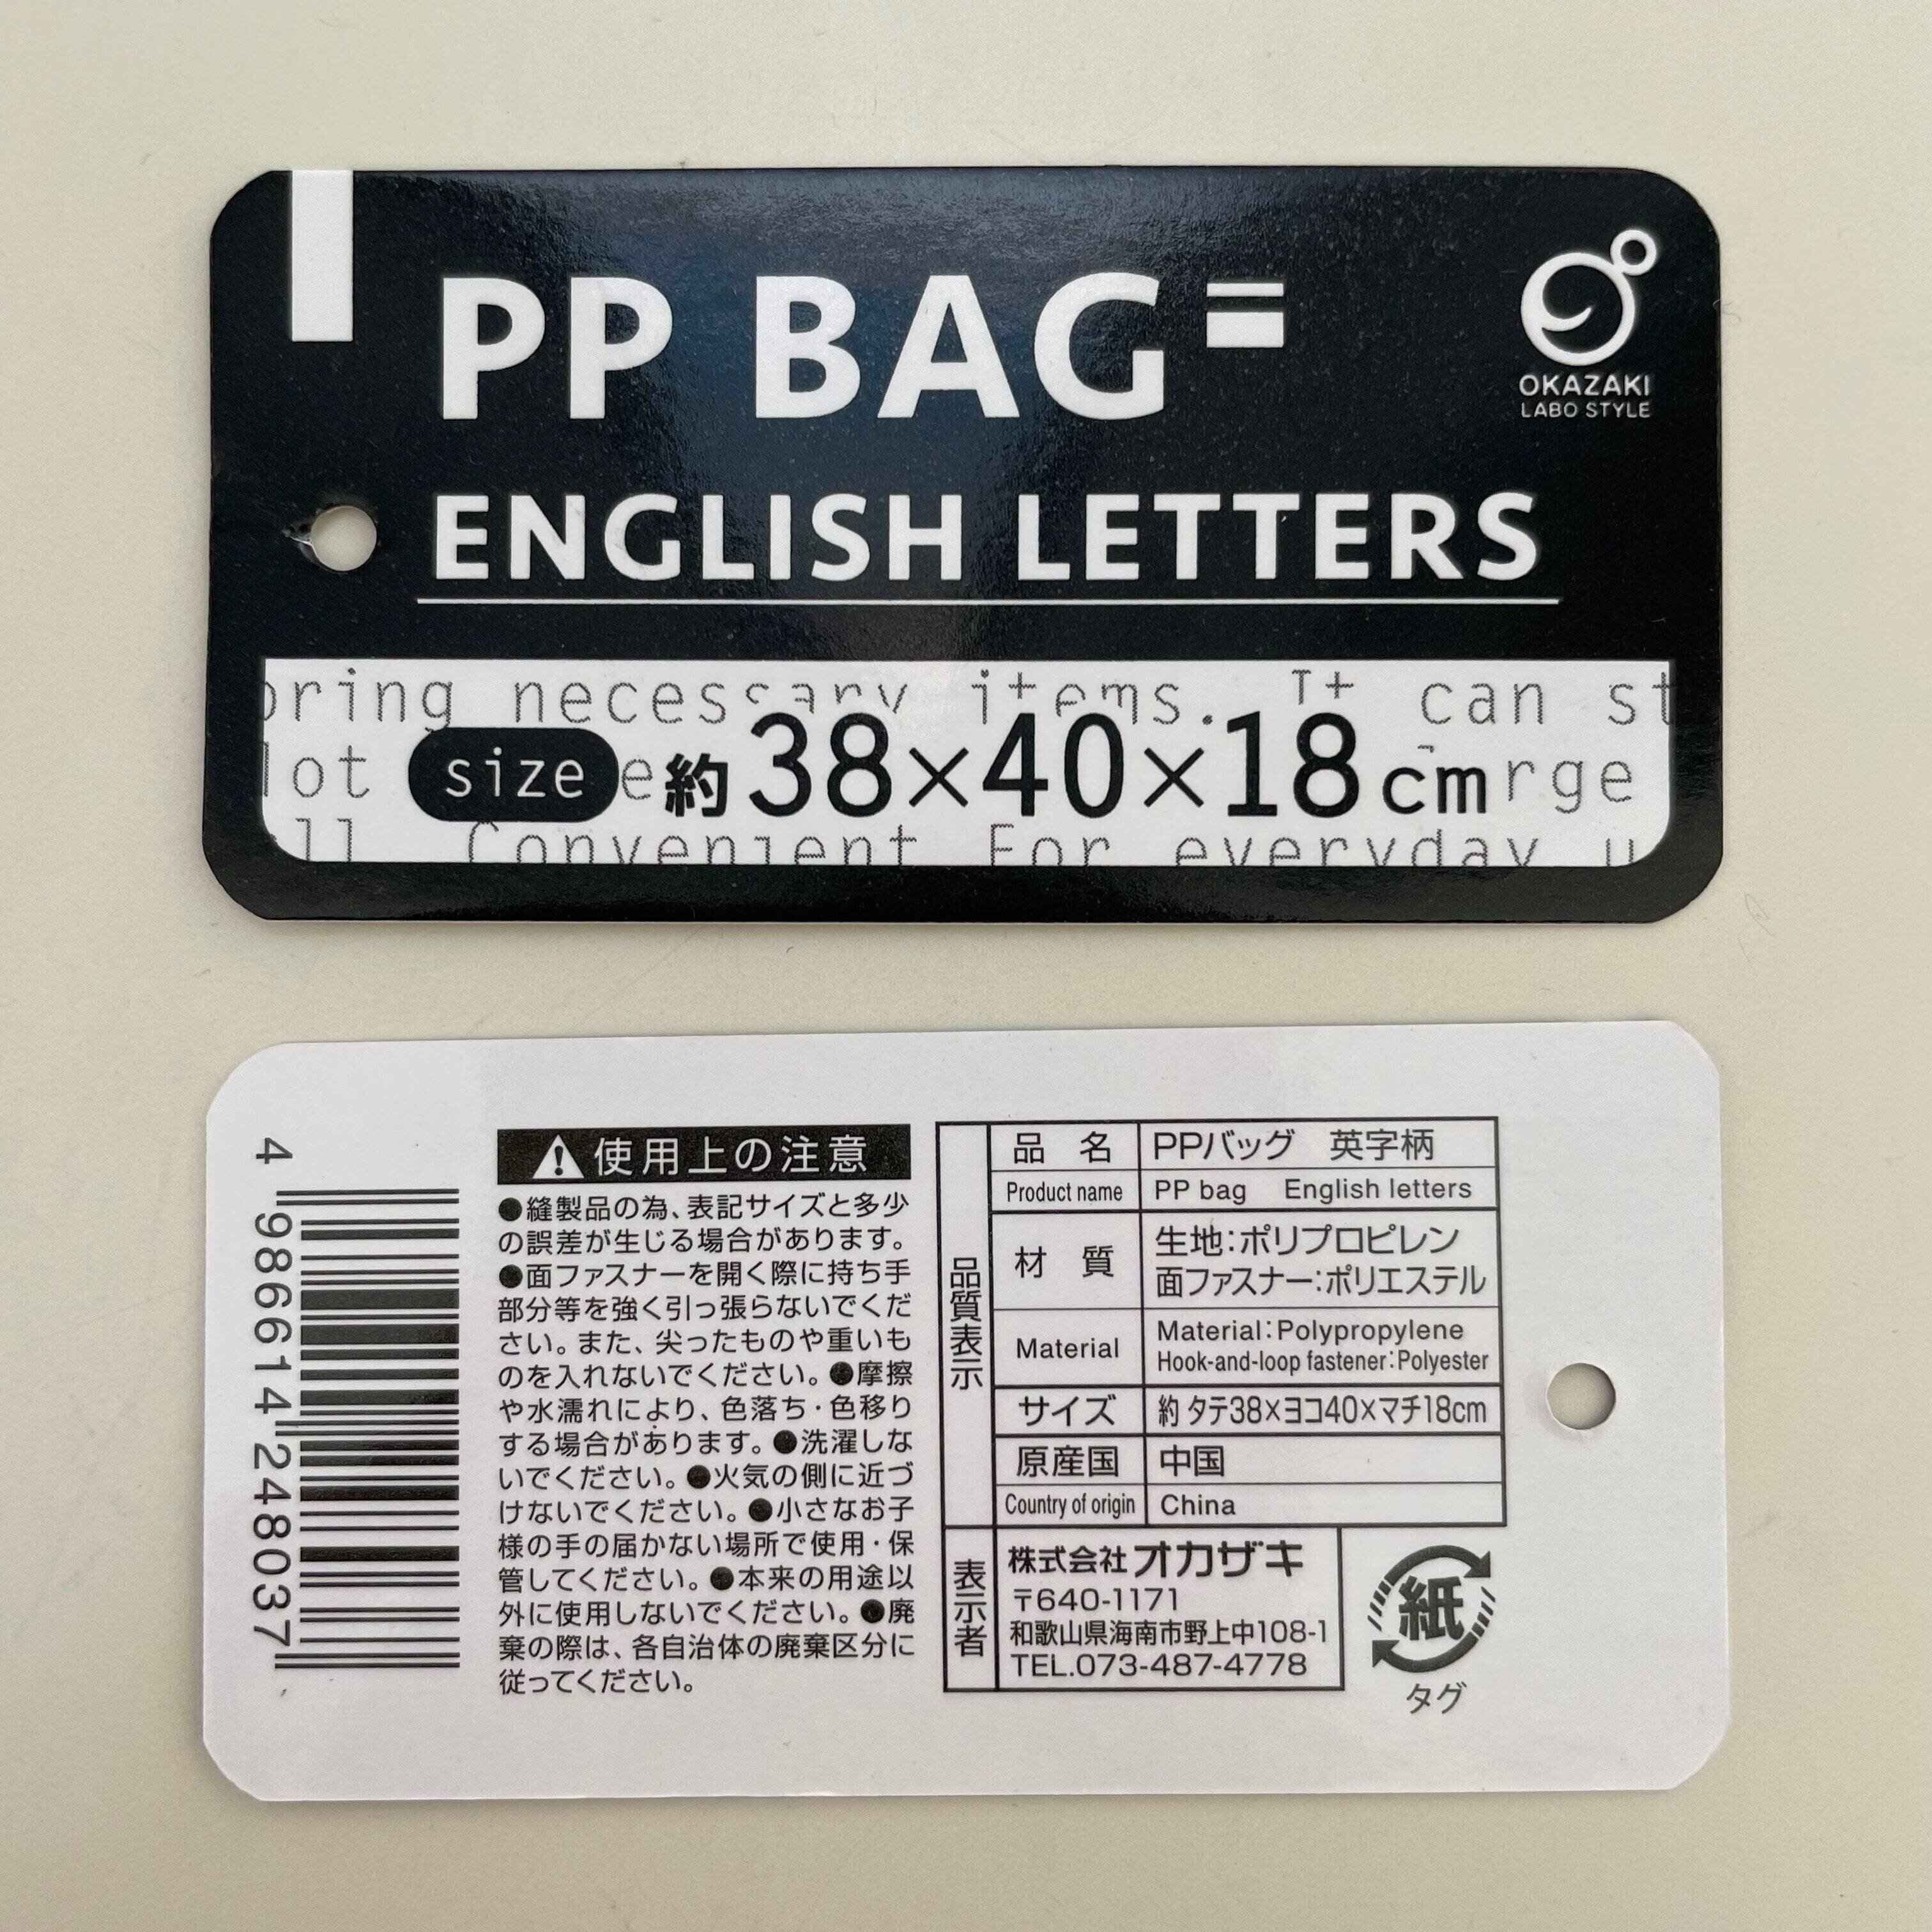 PP BAG
OKAZAKI
LABO STYLE
ENGLISH LETTERS
oring necessary items. It can st
lot
size
約38×40×18cm
rge
ll Convenient For everyday u
4 986614 248037
使用上の注意
●縫製品の為、表記サイズと多少
の誤差が生じる場合があります。
●面ファスナーを開く際に持ち手
部分等を強く引っ張らないでくだ
さい。また、尖ったものや重いも
のを入れないでください。●摩擦
や水濡れにより、色落ち・色移り
する場合があります。●洗濯しな
いでください。●火気の側に近づ
けないでください。●小さなお子
様の手の届かない場所で使用・保
管してください。●本来の用途以
外に使用しないでください。●廃
棄の際は、各自治体の廃棄区分に
従ってください。
品質表示
品 名 PPバッグ 英字柄
Product name PP bag English letters
材 質 生地:ポリプロピレン
面ファスナー:ポリエステル
Material Material:Polypropylene
Hook-and-loop fastener:Polyester
サイズ 約 タテ38×ヨコ40×マチ18cm
原産国 中国
Country of origin China
表示者
株式会社オカザキ
〒640-1171
和歌山県海南市野上中108-1
TEL.073-487-4778
紙
タグ